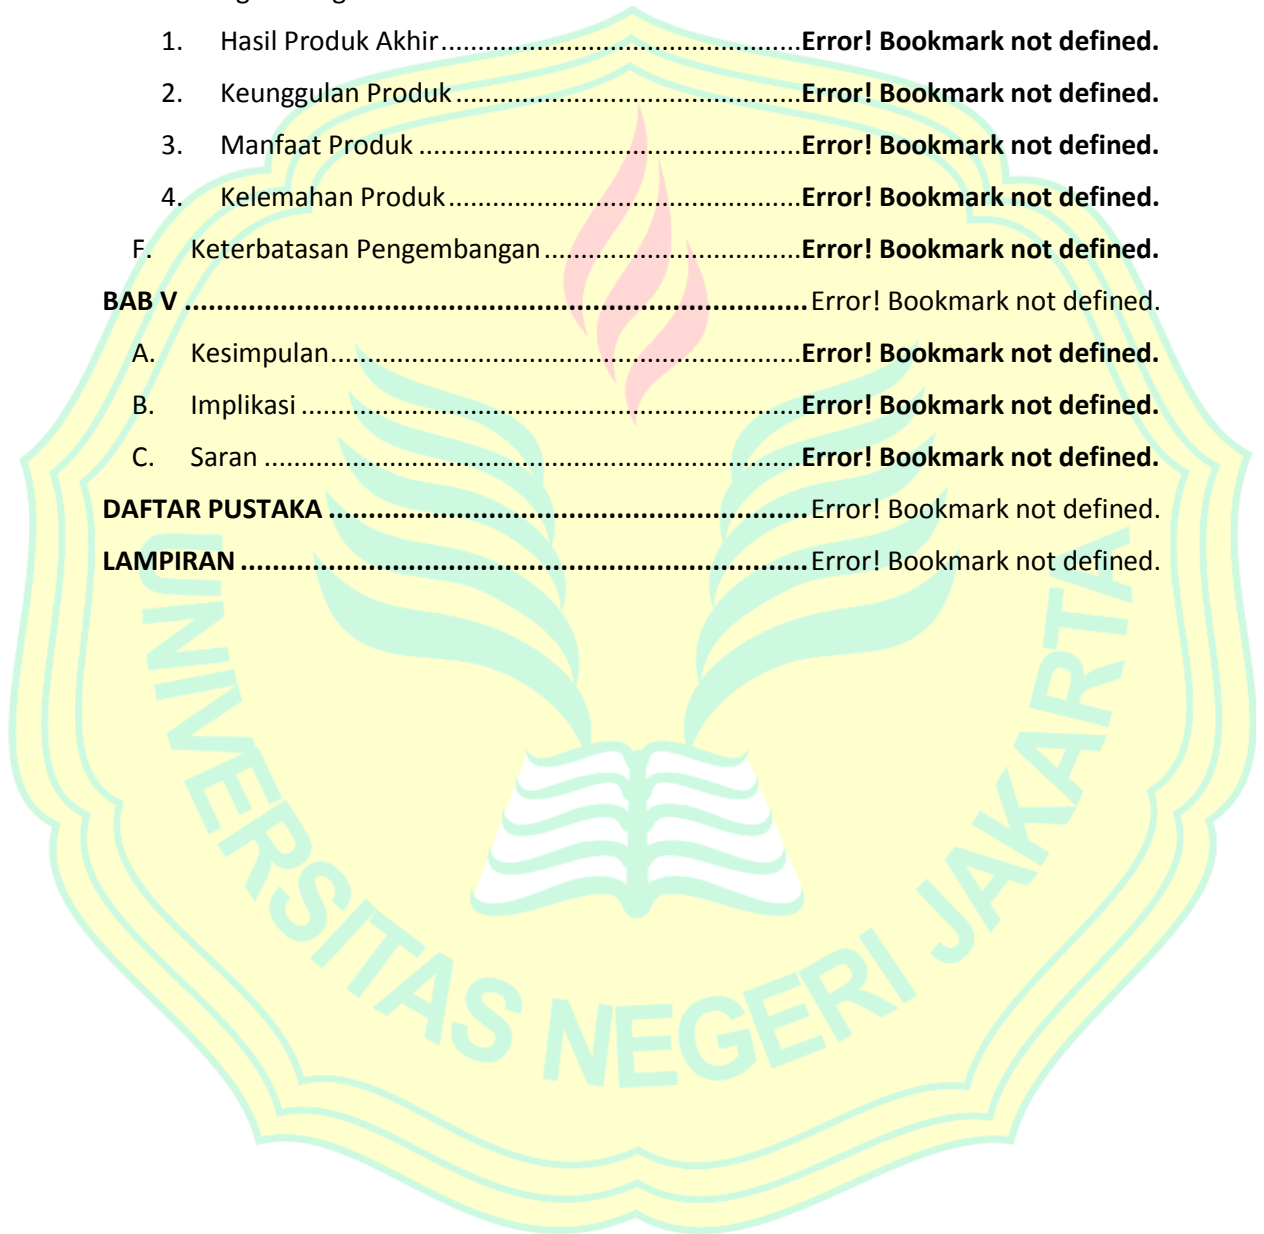 1. Hasil Produk Akhir..............................................Error! Bookmark not defined.
2. Keunggulan Produk............................................Error! Bookmark not defined.
3. Manfaat Produk.................................................Error! Bookmark not defined.
4. Kelemahan Produk.............................................Error! Bookmark not defined.
F. Keterbatasan Pengembangan.................................Error! Bookmark not defined.
BAB V................................................................................Error! Bookmark not defined.
A. Kesimpulan............................................................Error! Bookmark not defined.
B. Implikasi................................................................Error! Bookmark not defined.
C. Saran.....................................................................Error! Bookmark not defined.
DAFTAR PUSTAKA.............................................................Error! Bookmark not defined.
LAMPIRAN.........................................................................Error! Bookmark not defined.
UNIVERSITAS NEGERI JAKARTA